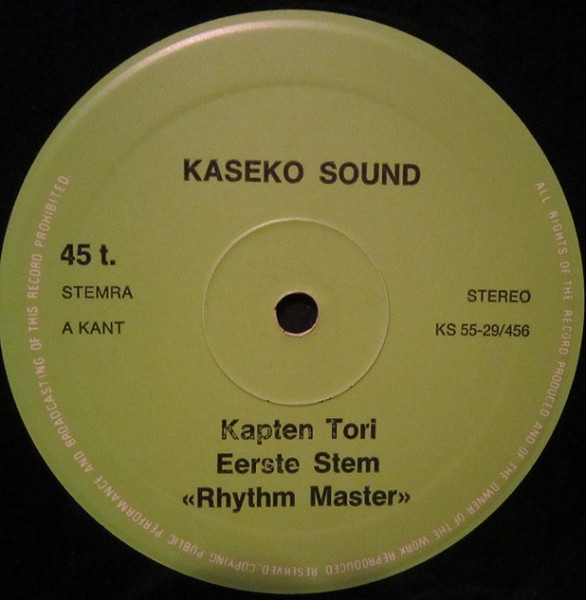 KASEKO SOUND
45 t.
STEMRA
A KANT
STEREO
KS 55-29/456
Kapten Tori
Eerste Stem
«Rhythm Master»
ALL RIGHTS OF THE RECORD PRODUCED AND OF THE OWNER OF THE WORK REPRODUCED RESERVED. COPYING PUBLIC PERFORMANCE AND BROADCASTING OF THIS RECORD PROHIBITED